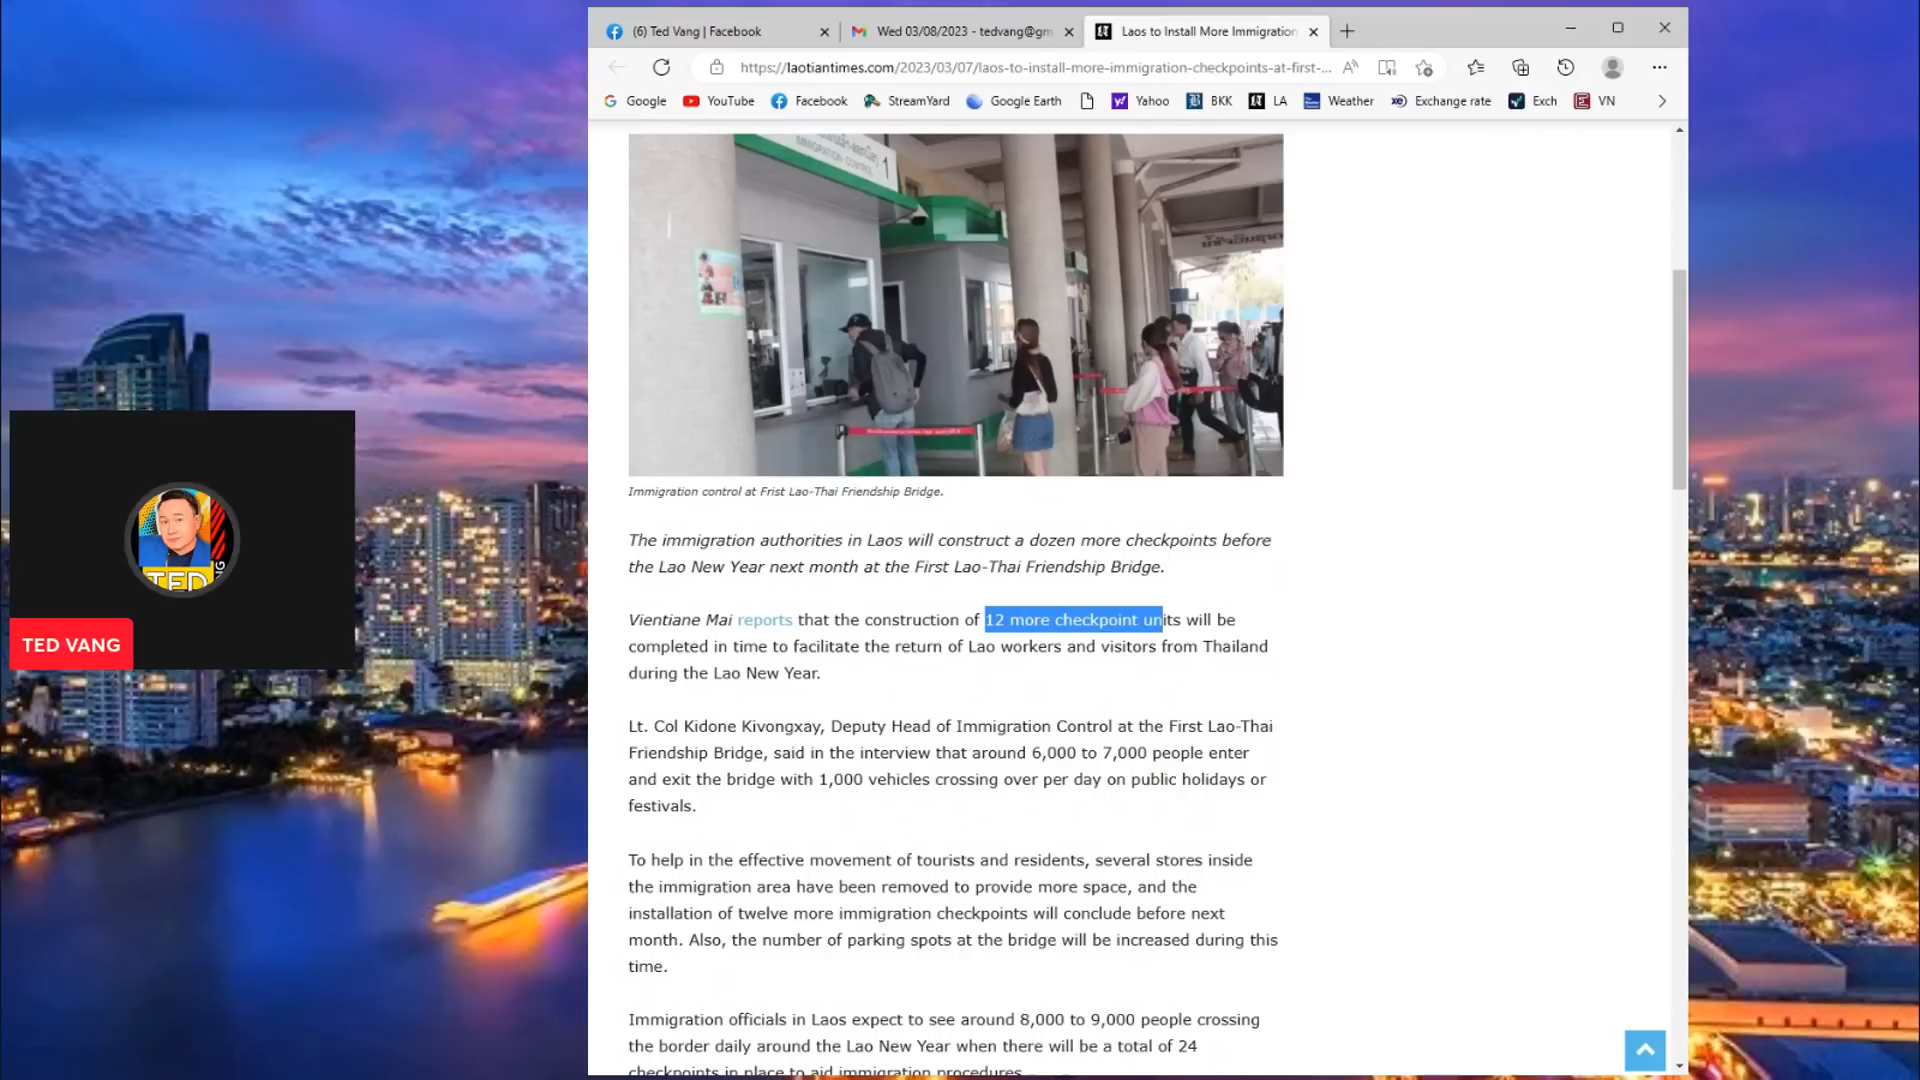 (6) Ted Vang | Facebook
Wed 03/08/2023 - tedvang@gm
Laos to Install More Immigration
https://laotiantimes.com/2023/03/07/laos-to-install-more-immigration-checkpoints-at-first-...
Google YouTube Facebook StreamYard Google Earth Yahoo BKK LA Weather Exchange rate Exch VN
IMMIGRATION CONTROL 1
Immigration control at Frist Lao-Thai Friendship Bridge.
The immigration authorities in Laos will construct a dozen more checkpoints before
the Lao New Year next month at the First Lao-Thai Friendship Bridge.
Vientiane Mai reports that the construction of 12 more checkpoint units will be
completed in time to facilitate the return of Lao workers and visitors from Thailand
during the Lao New Year.
Lt. Col Kidone Kivongxay, Deputy Head of Immigration Control at the First Lao-Thai
Friendship Bridge, said in the interview that around 6,000 to 7,000 people enter
and exit the bridge with 1,000 vehicles crossing over per day on public holidays or
festivals.
To help in the effective movement of tourists and residents, several stores inside
the immigration area have been removed to provide more space, and the
installation of twelve more immigration checkpoints will conclude before next
month. Also, the number of parking spots at the bridge will be increased during this
time.
Immigration officials in Laos expect to see around 8,000 to 9,000 people crossing
the border daily around the Lao New Year when there will be a total of 24
checkpoints in place to aid immigration procedures.
TED
TED VANG